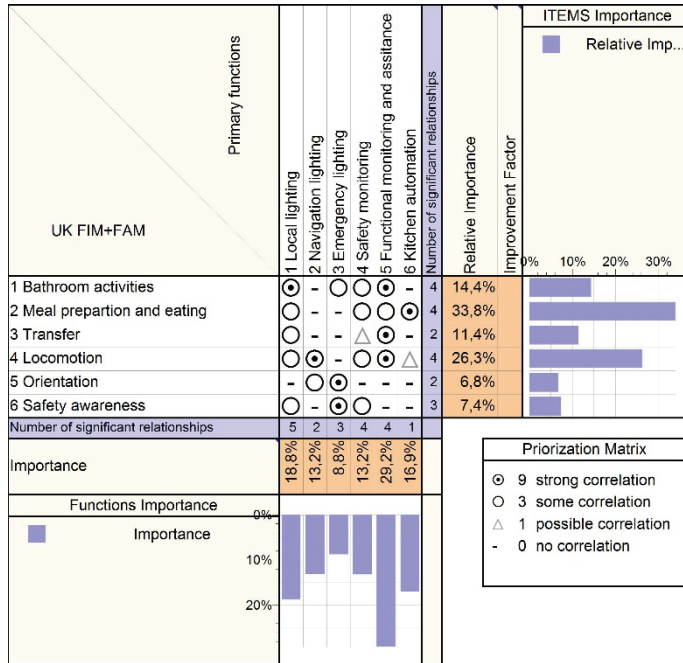 Primary functions
UK FIM+FAM
1 Local lighting
2 Navigation lighting
3 Emergency lighting
4 Safety monitoring
5 Functional monitoring and assitance
6 Kitchen automation
Number of significant relationships
Relative Importance
Improvement Factor
ITEMS Importance
Relative Imp...
0% 10% 20% 30%
1 Bathroom activities ⊙ - ○ ○ ⊙ - 4 14,4%
2 Meal prepartion and eating ○ - - ○ ○ ⊙ 4 33,8%
3 Transfer ○ - - △ ⊙ - 2 11,4%
4 Locomotion ○ ⊙ - ○ ⊙ △ 4 26,3%
5 Orientation - ○ ⊙ - - - 2 6,8%
6 Safety awareness ○ - ⊙ ○ - - 3 7,4%
Number of significant relationships 5 2 3 4 4 1
Importance 18,8% 13,2% 8,8% 13,2% 29,2% 16,9%
Functions Importance
Importance
0%
10%
20%
Priorization Matrix
⊙ 9 strong correlation
○ 3 some correlation
△ 1 possible correlation
- 0 no correlation